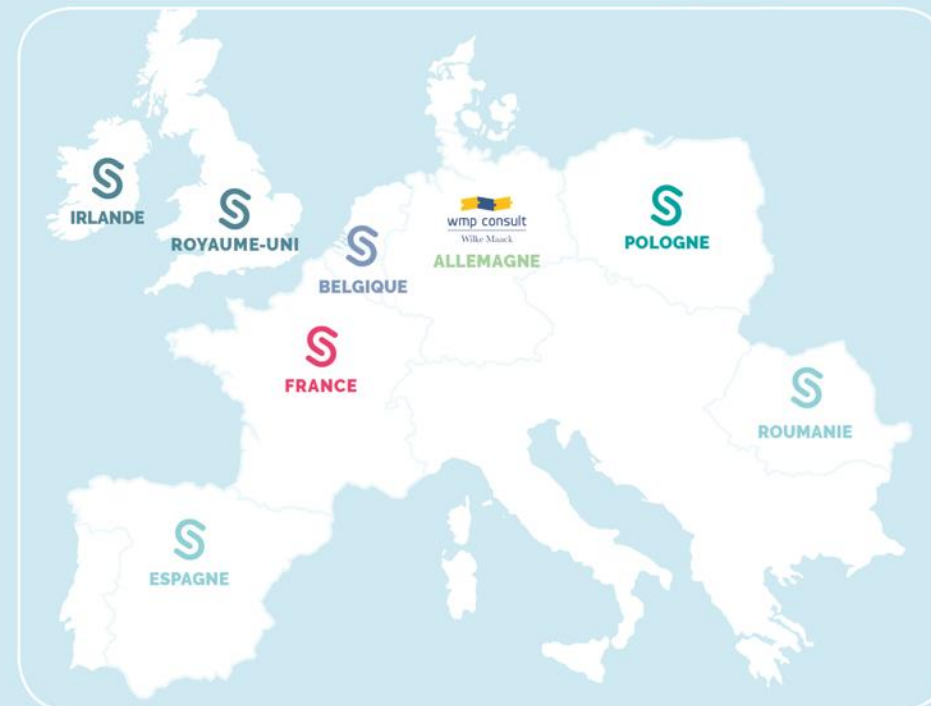 IRLANDE
ROYAUME-UNI
BELGIQUE
wmp consult
Wilke Maack
ALLEMAGNE
POLOGNE
FRANCE
ROUMANIE
ESPAGNE